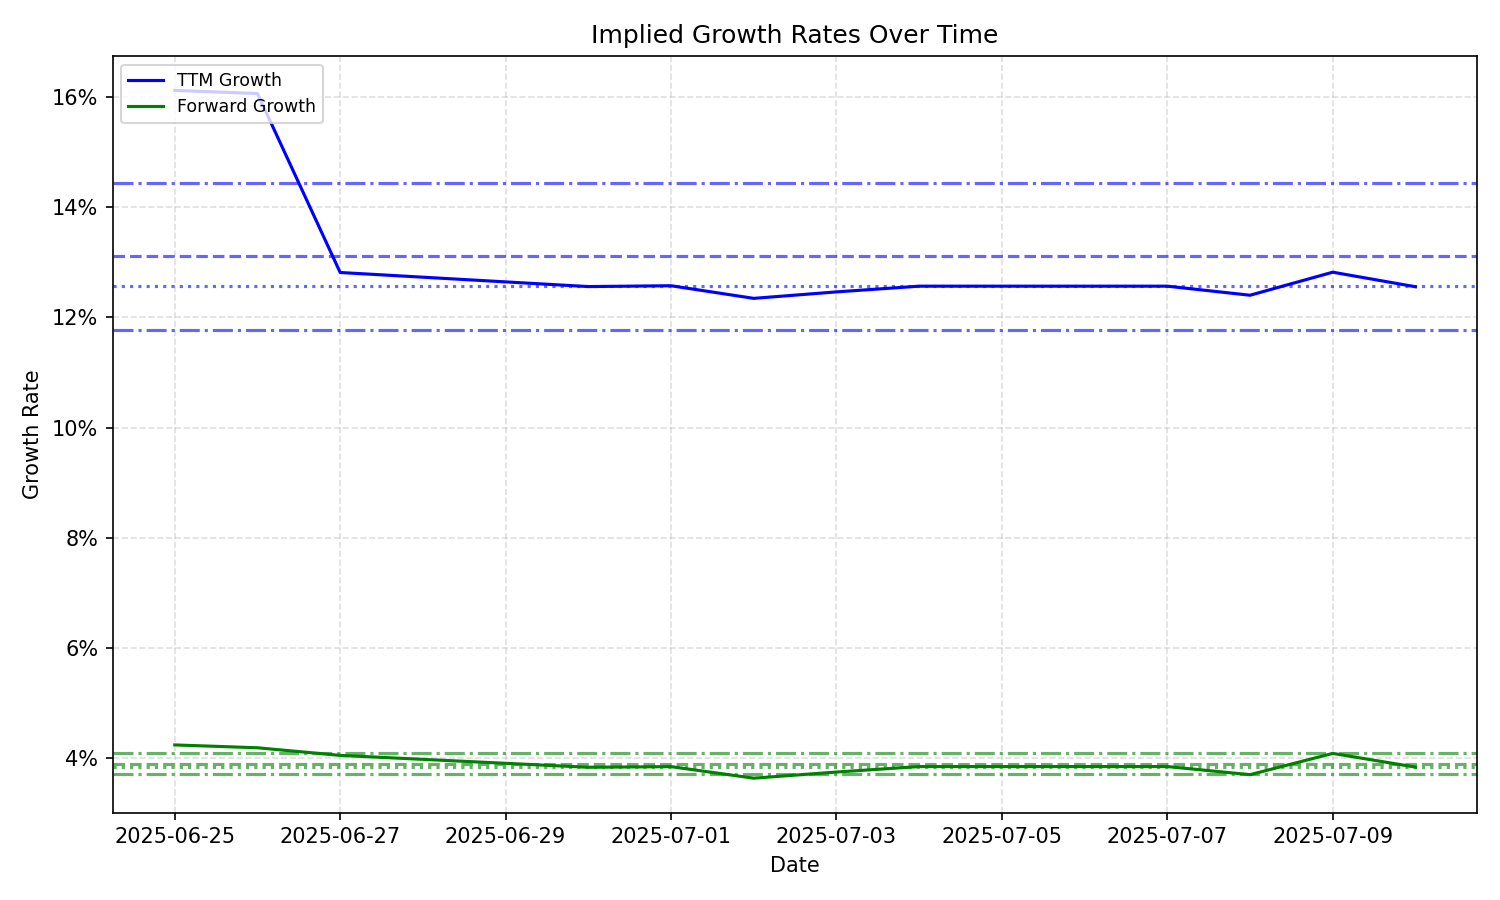 Implied Growth Rates Over Time
TTM Growth
Forward Growth
16%
14%
12%
10%
8%
6%
4%
Growth Rate
2025-06-25 2025-06-27 2025-06-29 2025-07-01 2025-07-03 2025-07-05 2025-07-07 2025-07-09
Date